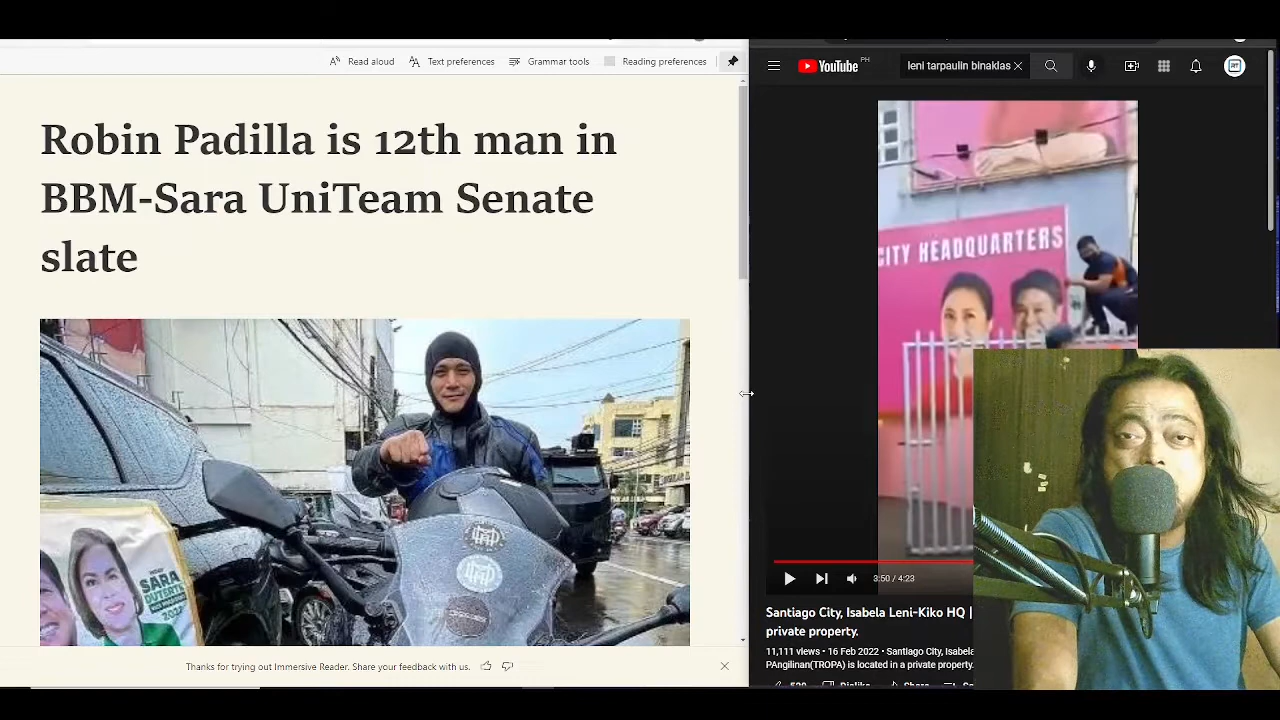 Read aloud
Text preferences
Grammar tools
Reading preferences
Robin Padilla is 12th man in
BBM-Sara UniTeam Senate
slate
SARA
DUTERTE
2022
Thanks for trying out Immersive Reader. Share your feedback with us.
YouTube PH
leni tarpaulin binaklas
CITY HEADQUARTERS
3:50 / 4:23
Santiago City, Isabela Leni-Kiko HQ |
private property.
11,111 views • 16 Feb 2022 • Santiago City, Isabela
PAngilinan(TROPA) is located in a private property.